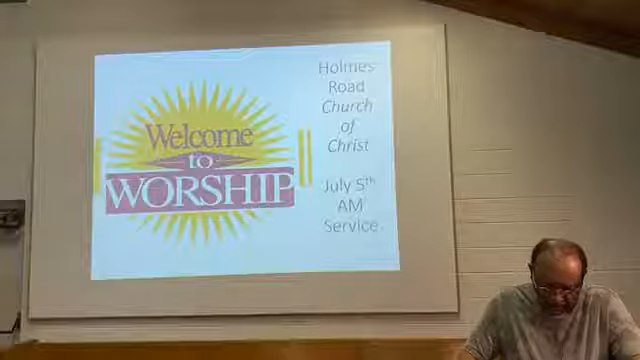 Welcome
to
WORSHIP
Holmes
Road
Church
of
Christ
July 5th
AM
Service